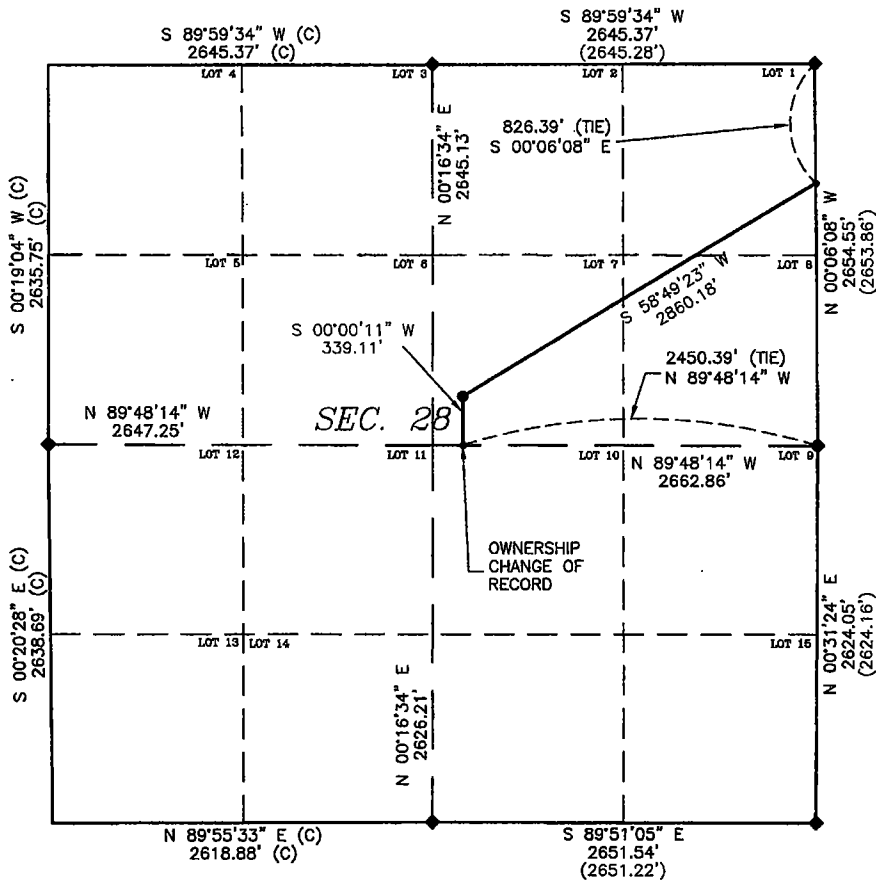 S 89°59'34" W (C)
2645.37' (C)
S 89°59'34" W
2645.37'
(2645.28')
LOT 4
LOT 3
LOT 2
LOT 1
826.39' (TIE)
S 00°06'08" E
N 00°16'34" E
2645.13'
S 00°19'04" W (C)
2635.75' (C)
N 00°06'08" W
2654.55'
(2653.86')
LOT 5
LOT 6
LOT 7
LOT 8
S 58°49'23" W
2860.18'
S 00°00'11" W
339.11'
2450.39' (TIE)
N 89°48'14" W
N 89°48'14" W
2647.25'
SEC. 28
LOT 12
LOT 11
LOT 10
LOT 9
N 89°48'14" W
2662.86'
OWNERSHIP
CHANGE OF
RECORD
S 00°20'28" E (C)
2638.69' (C)
N 00°31'24" E
2624.05'
(2624.16')
LOT 13
LOT 14
LOT 15
N 00°16'34" E
2626.21'
N 89°55'33" E (C)
2618.88' (C)
S 89°51'05" E
2651.54'
(2651.22')